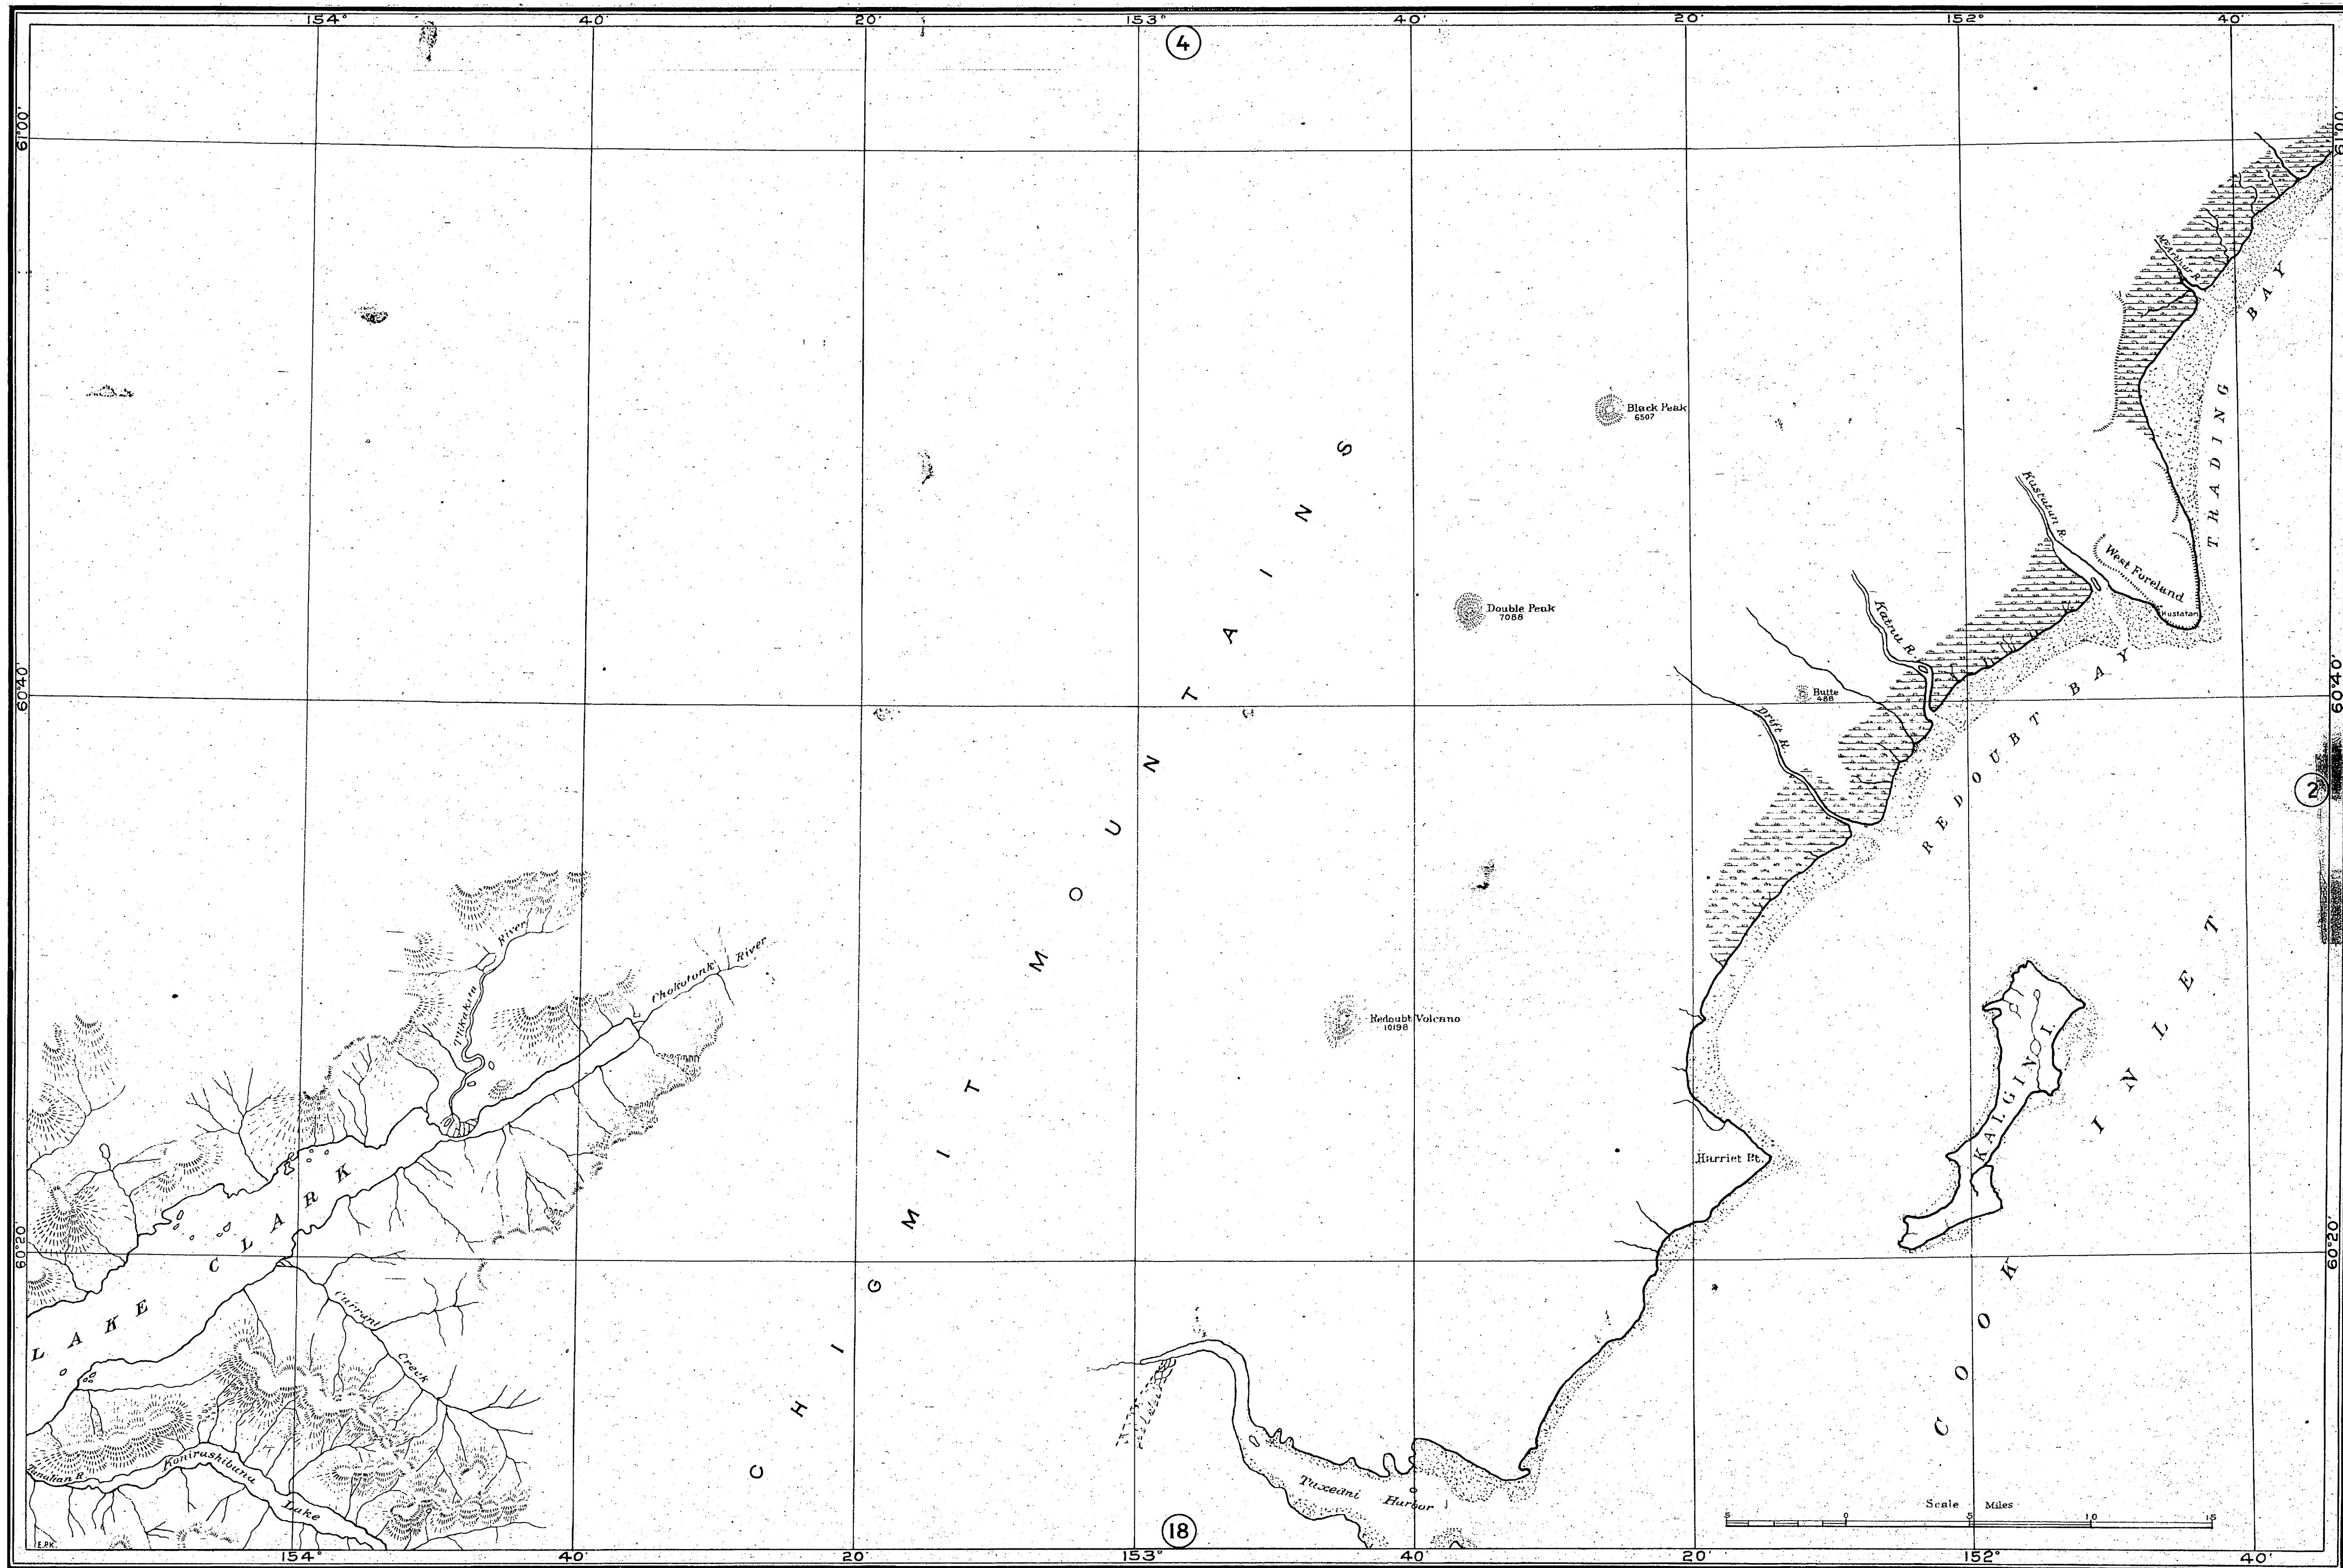 154° 40' 20' 153° 40' 20' 152° 40'
4
61°00' 61°00'
McArthur R.
TRADING BAY
Black Peak
6507
Kustatan R.
West Foreland
Kustatan
Double Peak
7088
Katnu R.
60°40' 60°40'
Butte
488
Drift R.
REDOUBT BAY
2
CHIGMIT MOUNTAINS
Tlikakila River
Chokotonk River
Redoubt Volcano
10198
KALGIN I.
COOK INLET
Harriet Pt.
LAKE CLARK
60°20' 60°20'
Currant Creek
Tanalian R.
Kontrashibuna Lake
Tuxedni Harbor
Scale Miles
5 0 5 10 15
E.P.K.
18
154° 40' 20' 153° 40' 20' 152° 40'